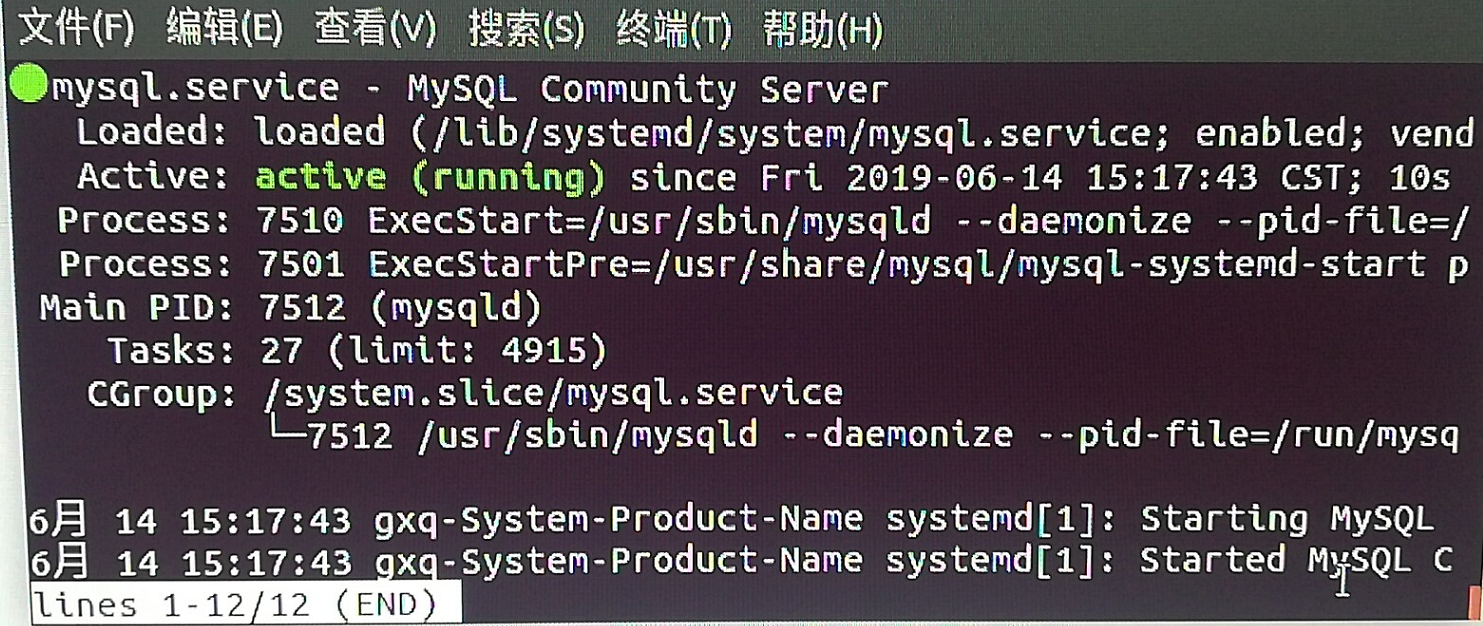 文件(F) 编辑(E) 查看(V) 搜索(S) 终端(T) 帮助(H)
mysql.service - MySQL Community Server
Loaded: loaded (/lib/systemd/system/mysql.service; enabled; vend
Active: active (running) since Fri 2019-06-14 15:17:43 CST; 10s
Process: 7510 ExecStart=/usr/sbin/mysqld --daemonize --pid-file=/
Process: 7501 ExecStartPre=/usr/share/mysql/mysql-systemd-start p
Main PID: 7512 (mysqld)
Tasks: 27 (limit: 4915)
CGroup: /system.slice/mysql.service
└─7512 /usr/sbin/mysqld --daemonize --pid-file=/run/mysq
6月 14 15:17:43 gxq-System-Product-Name systemd[1]: Starting MySQL
6月 14 15:17:43 gxq-System-Product-Name systemd[1]: Started MySQL C
lines 1-12/12 (END)